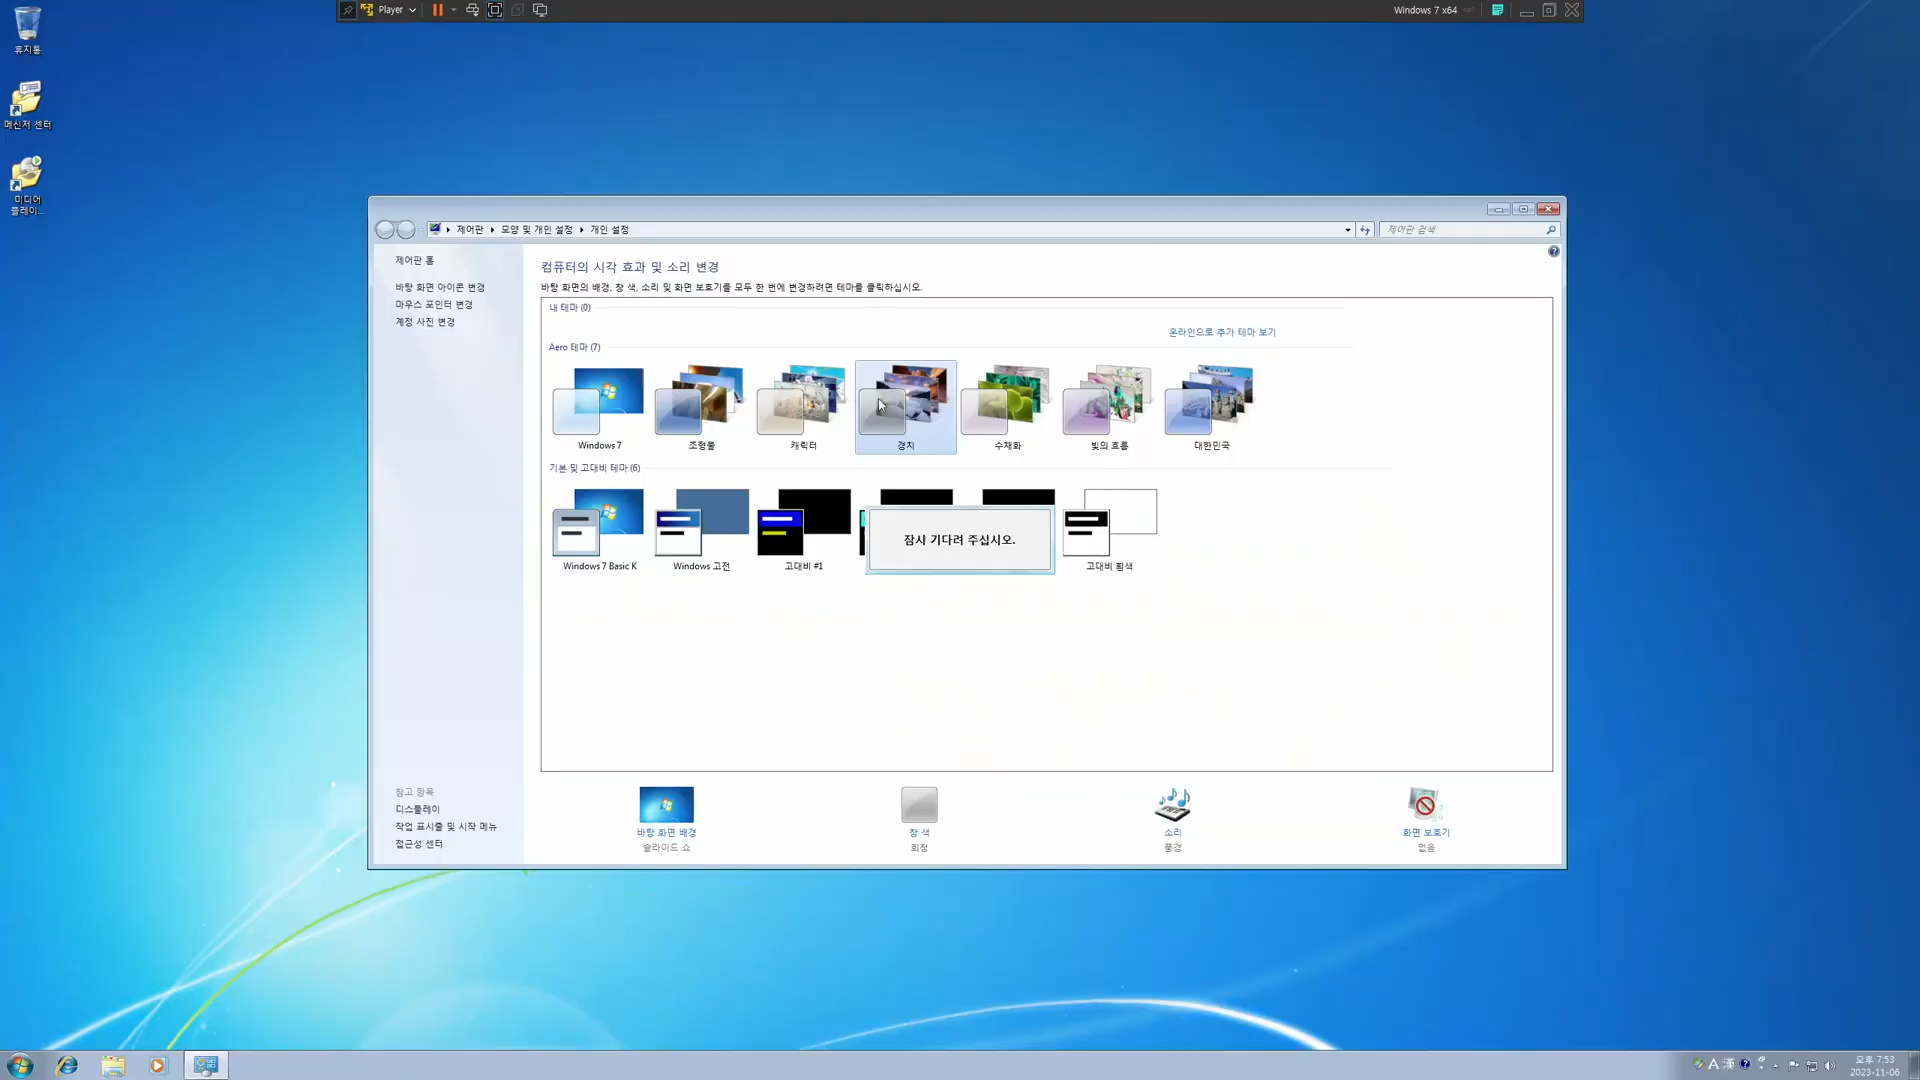 Player
Windows 7 x64
휴지통
메신저 센터
미디어
플레이...
제어판
모양 및 개인 설정
개인 설정
제어판 검색
제어판 홈
바탕 화면 아이콘 변경
마우스 포인터 변경
계정 사진 변경
컴퓨터의 시각 효과 및 소리 변경
바탕 화면의 배경, 창 색, 소리 및 화면 보호기를 모두 한 번에 변경하려면 테마를 클릭하십시오.
내 테마 (0)
온라인으로 추가 테마 보기
Aero 테마 (7)
Windows 7
조형물
캐릭터
경치
수채화
빛의 흐름
대한민국
기본 및 고대비 테마 (6)
잠시 기다려 주십시오.
Windows 7 Basic K
Windows 고전
고대비 #1
고대비 흰색
참고 항목
디스플레이
작업 표시줄 및 시작 메뉴
접근성 센터
바탕 화면 배경
슬라이드 쇼
창 색
회청
소리
풍경
화면 보호기
없음
A 漢
오후 7:53
2023-11-06